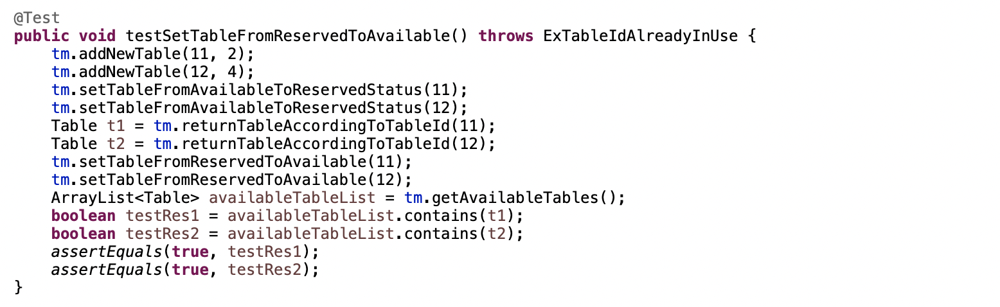 @Test
public void testSetTableFromReservedToAvailable() throws ExTableIdAlreadyInUse {
    tm.addNewTable(11, 2);
    tm.addNewTable(12, 4);
    tm.setTableFromAvailableToReservedStatus(11);
    tm.setTableFromAvailableToReservedStatus(12);
    Table t1 = tm.returnTableAccordingToTableId(11);
    Table t2 = tm.returnTableAccordingToTableId(12);
    tm.setTableFromReservedToAvailable(11);
    tm.setTableFromReservedToAvailable(12);
    ArrayList<Table> availableTableList = tm.getAvailableTables();
    boolean testRes1 = availableTableList.contains(t1);
    boolean testRes2 = availableTableList.contains(t2);
    assertEquals(true, testRes1);
    assertEquals(true, testRes2);
}